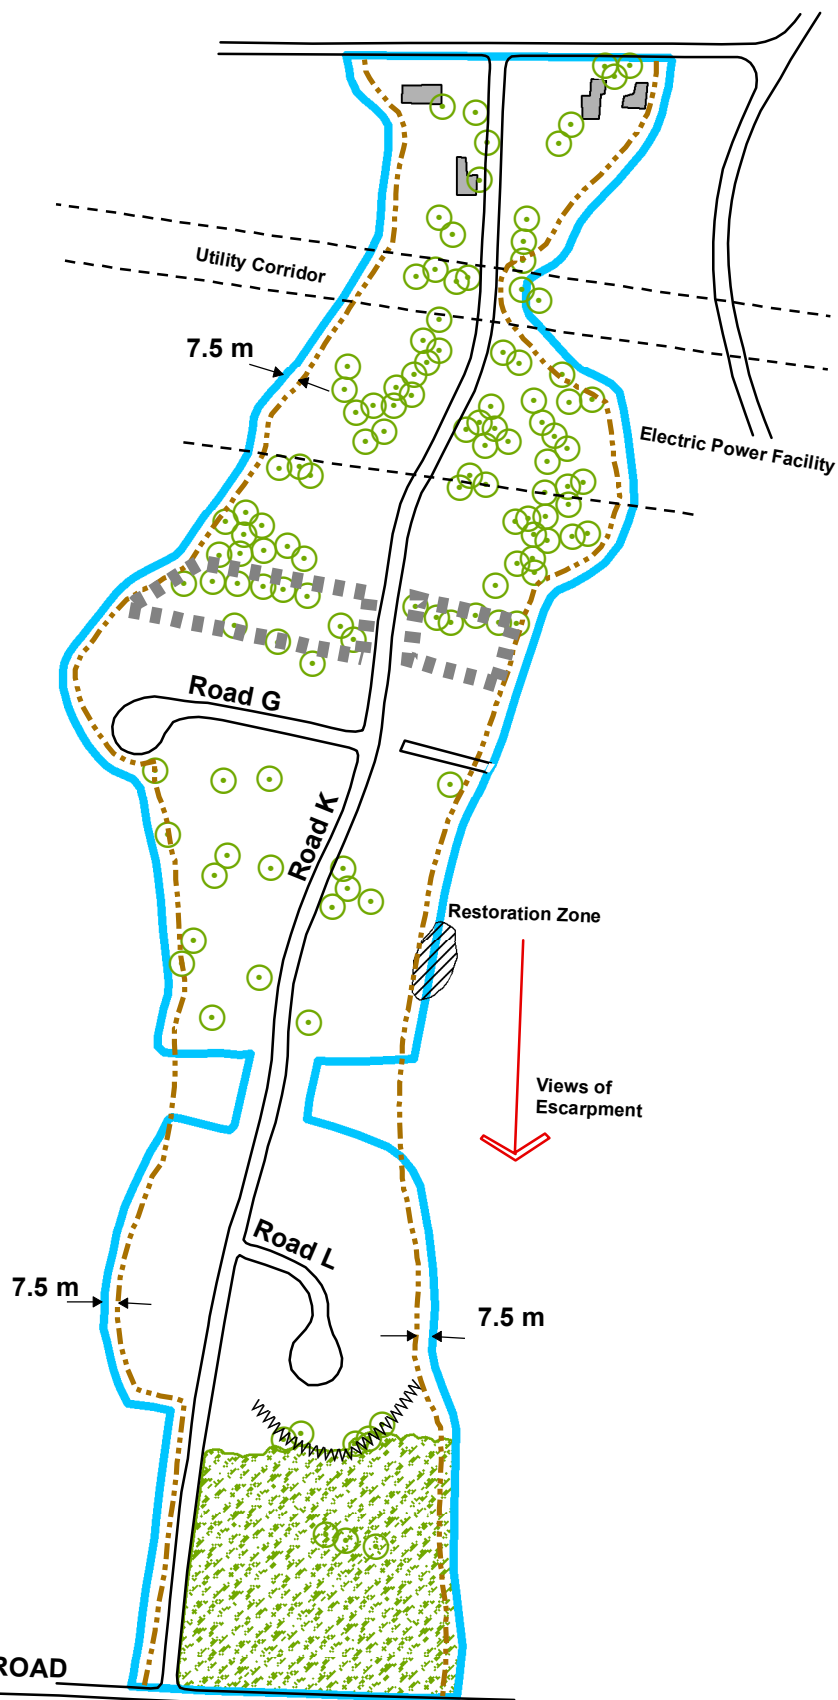 Utility Corridor
7.5 m
Electric Power Facility
Road G
Road K
Restoration Zone
Views of
Escarpment
Road L
7.5 m
7.5 m
ROAD